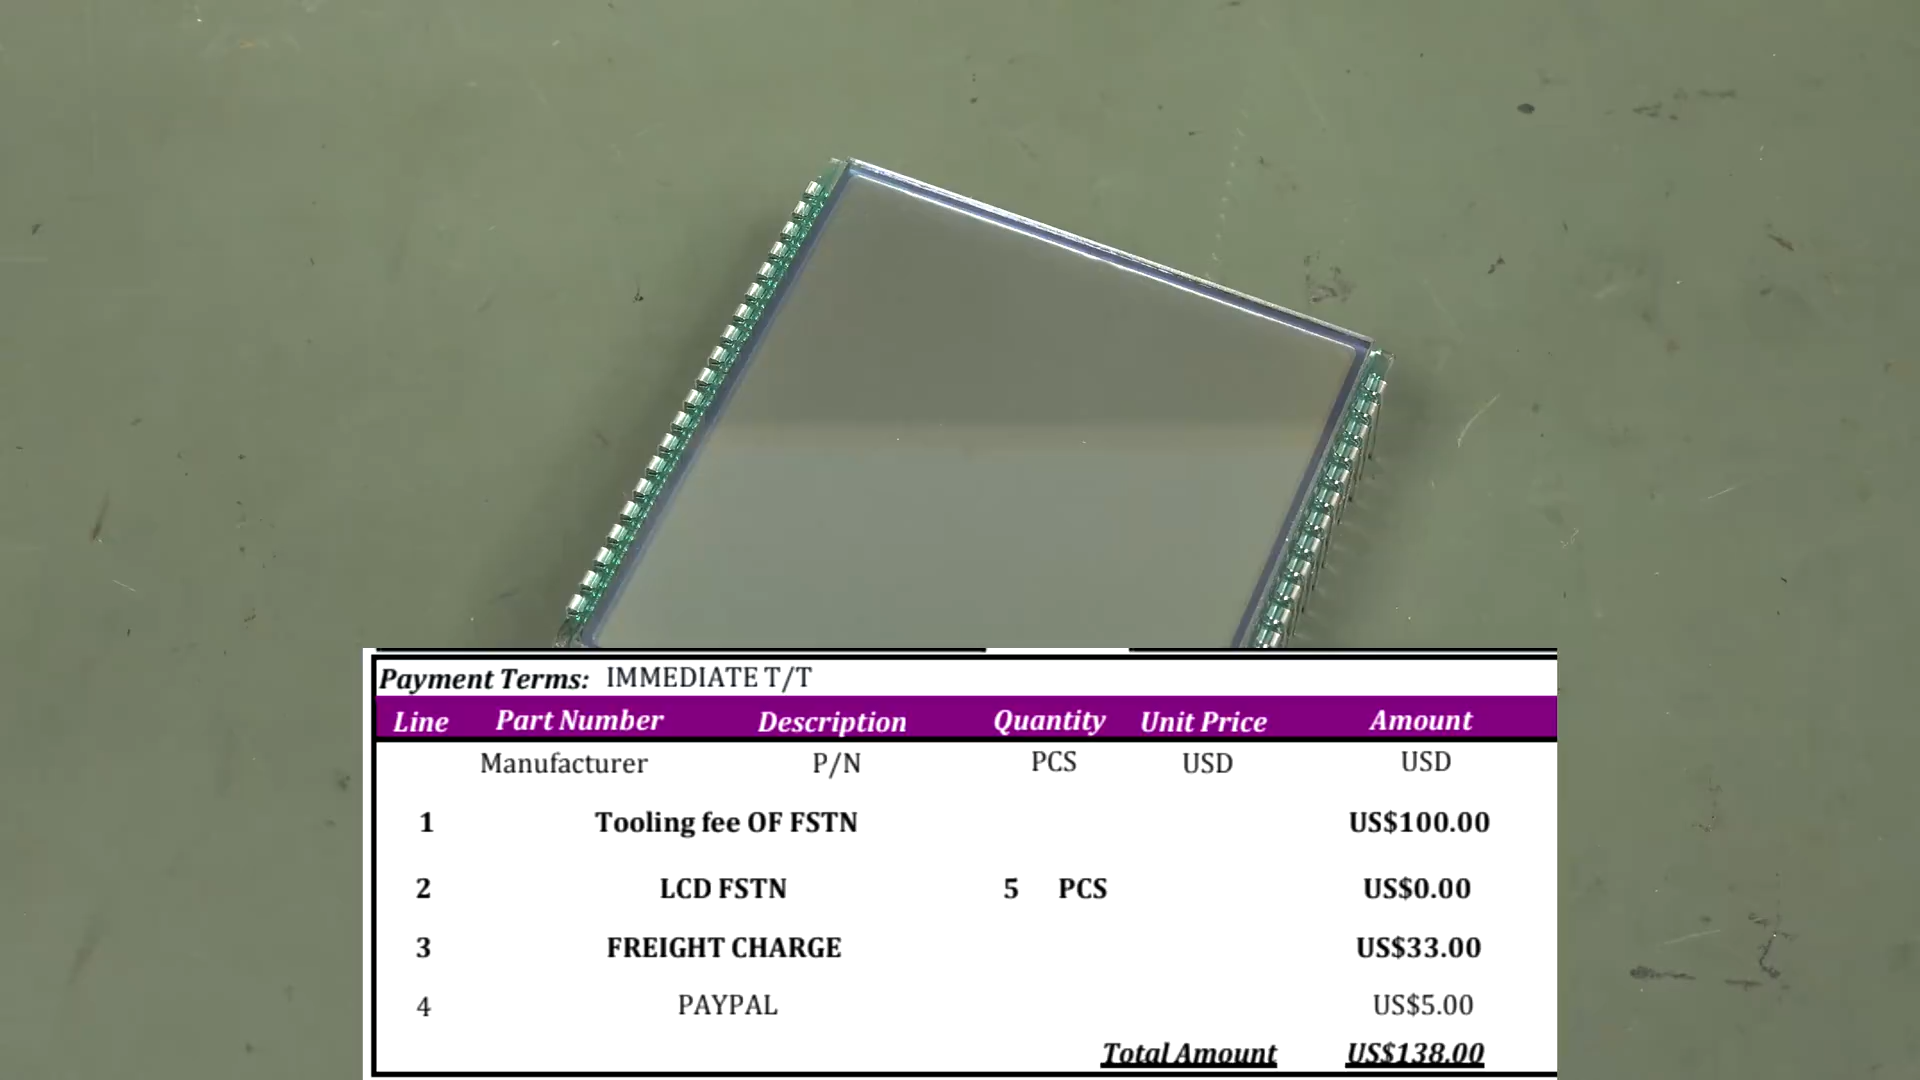 Payment Terms: IMMEDIATE T/T
Line Part Number Description Quantity Unit Price Amount
Manufacturer P/N PCS USD USD
1 Tooling fee OF FSTN US$100.00
2 LCD FSTN 5 PCS US$0.00
3 FREIGHT CHARGE US$33.00
4 PAYPAL US$5.00
Total Amount US$138.00